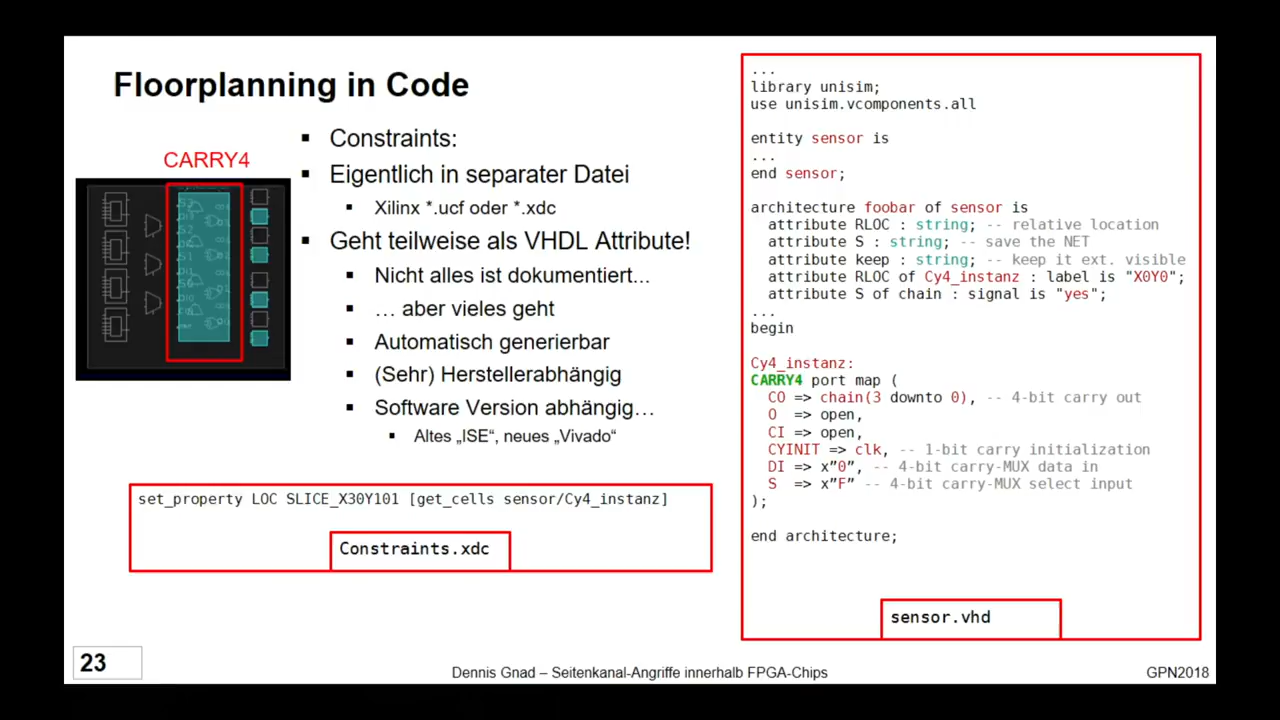 Floorplanning in Code
CARRY4
Constraints:
Eigentlich in separater Datei
Xilinx *.ucf oder *.xdc
Geht teilweise als VHDL Attribute!
Nicht alles ist dokumentiert...
… aber vieles geht
Automatisch generierbar
(Sehr) Herstellerabhängig
Software Version abhängig…
Altes „ISE“, neues „Vivado“
set_property LOC SLICE_X30Y101 [get_cells sensor/Cy4_instanz]
Constraints.xdc
...
library unisim;
use unisim.vcomponents.all
entity sensor is
...
end sensor;
architecture foobar of sensor is
attribute RLOC : string; -- relative location
attribute S : string; -- save the NET
attribute keep : string; -- keep it ext. visible
attribute RLOC of Cy4_instanz : label is "X0Y0";
attribute S of chain : signal is "yes";
...
begin
Cy4_instanz:
CARRY4 port map (
CO => chain(3 downto 0), -- 4-bit carry out
O => open,
CI => open,
CYINIT => clk, -- 1-bit carry initialization
DI => x”0”, -- 4-bit carry-MUX data in
S => x”F” -- 4-bit carry-MUX select input
);
end architecture;
sensor.vhd
23
Dennis Gnad – Seitenkanal-Angriffe innerhalb FPGA-Chips
GPN2018